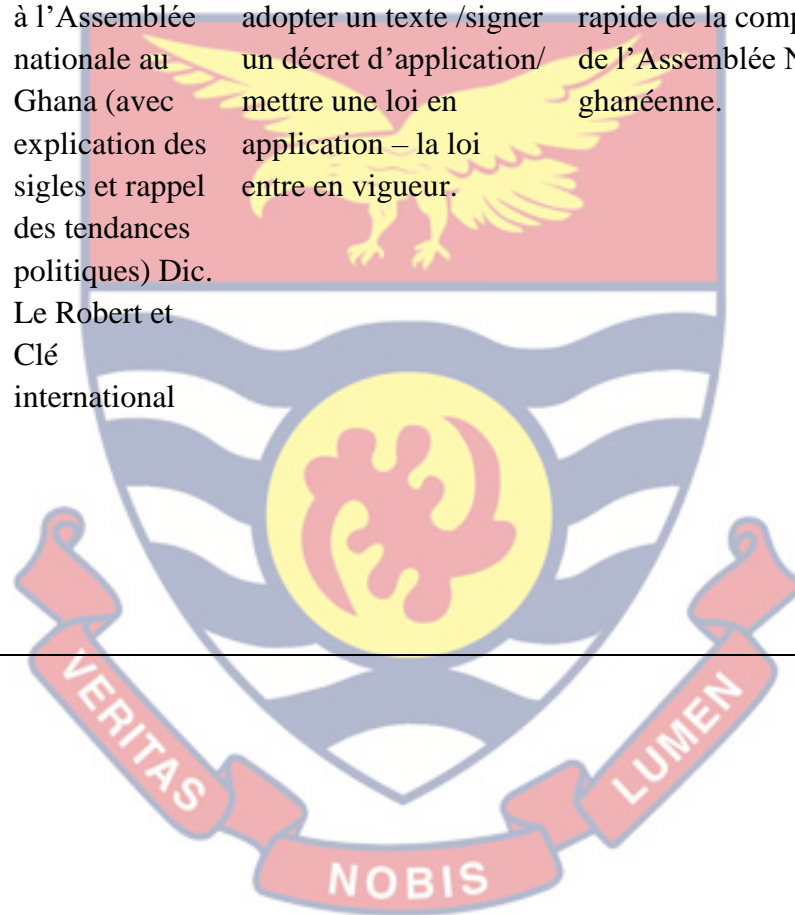 à l’Assemblée
nationale au
Ghana (avec
explication des
sigles et rappel
des tendances
politiques) Dic.
Le Robert et
Clé
international
adopter un texte /signer
un décret d’application/
mettre une loi en
application – la loi
entre en vigueur.
rapide de la
de l’Assemblée
ghanéenne.
VERITAS
NOBIS
LUMEN